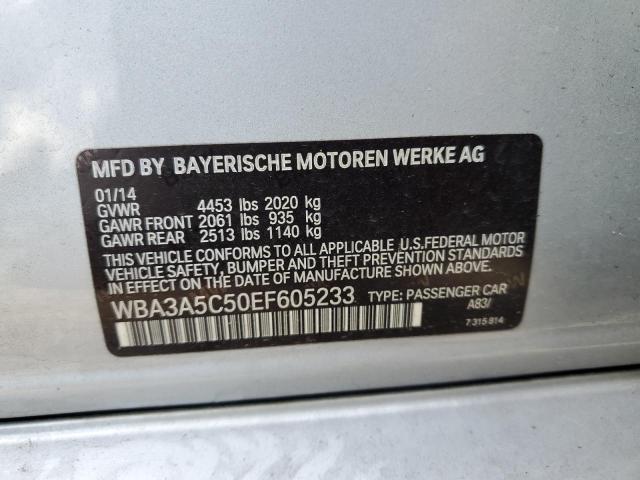 MFD BY BAYERISCHE MOTOREN WERKE AG
01/14
GVWR 4453 lbs 2020 kg
GAWR FRONT 2061 lbs 935 kg
GAWR REAR 2513 lbs 1140 kg
THIS VEHICLE CONFORMS TO ALL APPLICABLE U.S.FEDERAL MOTOR
VEHICLE SAFETY, BUMPER AND THEFT PREVENTION STANDARDS
IN EFFECT ON THE DATE OF MANUFACTURE SHOWN ABOVE.
WBA3A5C50EF605233 TYPE: PASSENGER CAR
A83/
7 315 814